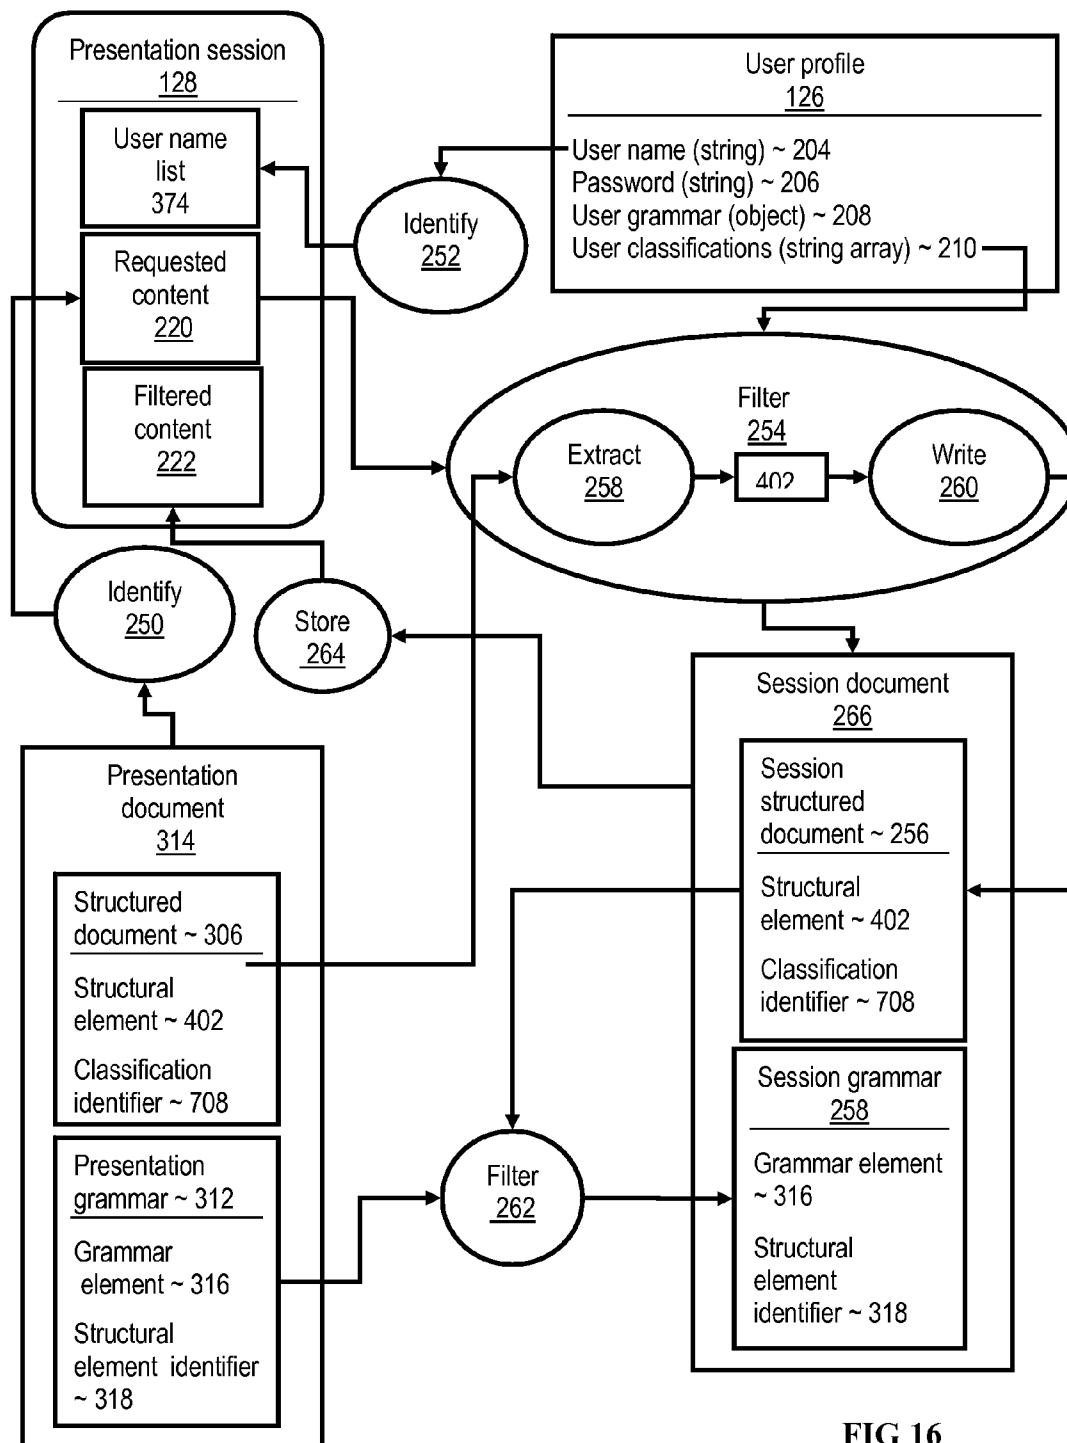 Presentation session
128
User name
list
374
Requested
content
220
Filtered
content
222
User profile
126
User name (string) ~ 204
Password (string) ~ 206
User grammar (object) ~ 208
User classifications (string array) ~ 210
Identify
252
Filter
254
Extract
258
402
Write
260
Identify
250
Store
264
Session document
266
Session
structured
document ~ 256
Structural
element ~ 402
Classification
identifier ~ 708
Session grammar
258
Grammar element
~ 316
Structural
element
identifier ~ 318
Presentation
document
314
Structured
document ~ 306
Structural
element ~ 402
Classification
identifier ~ 708
Presentation
grammar ~ 312
Grammar
element ~ 316
Structural
element identifier
~ 318
Filter
262
FIG 16